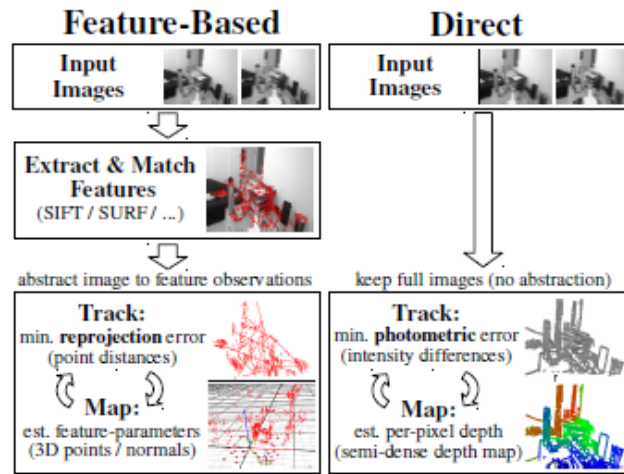 Feature-Based
Input
Images
Extract & Match
Features
(SIFT / SURF / ...)
abstract image to feature observations
Track:
min. reprojection error
(point distances)
Map:
est. feature-parameters
(3D points / normals)
Direct
Input
Images
keep full images (no abstraction)
Track:
min. photometric error
(intensity differences)
Map:
est. per-pixel depth
(semi-dense depth map)